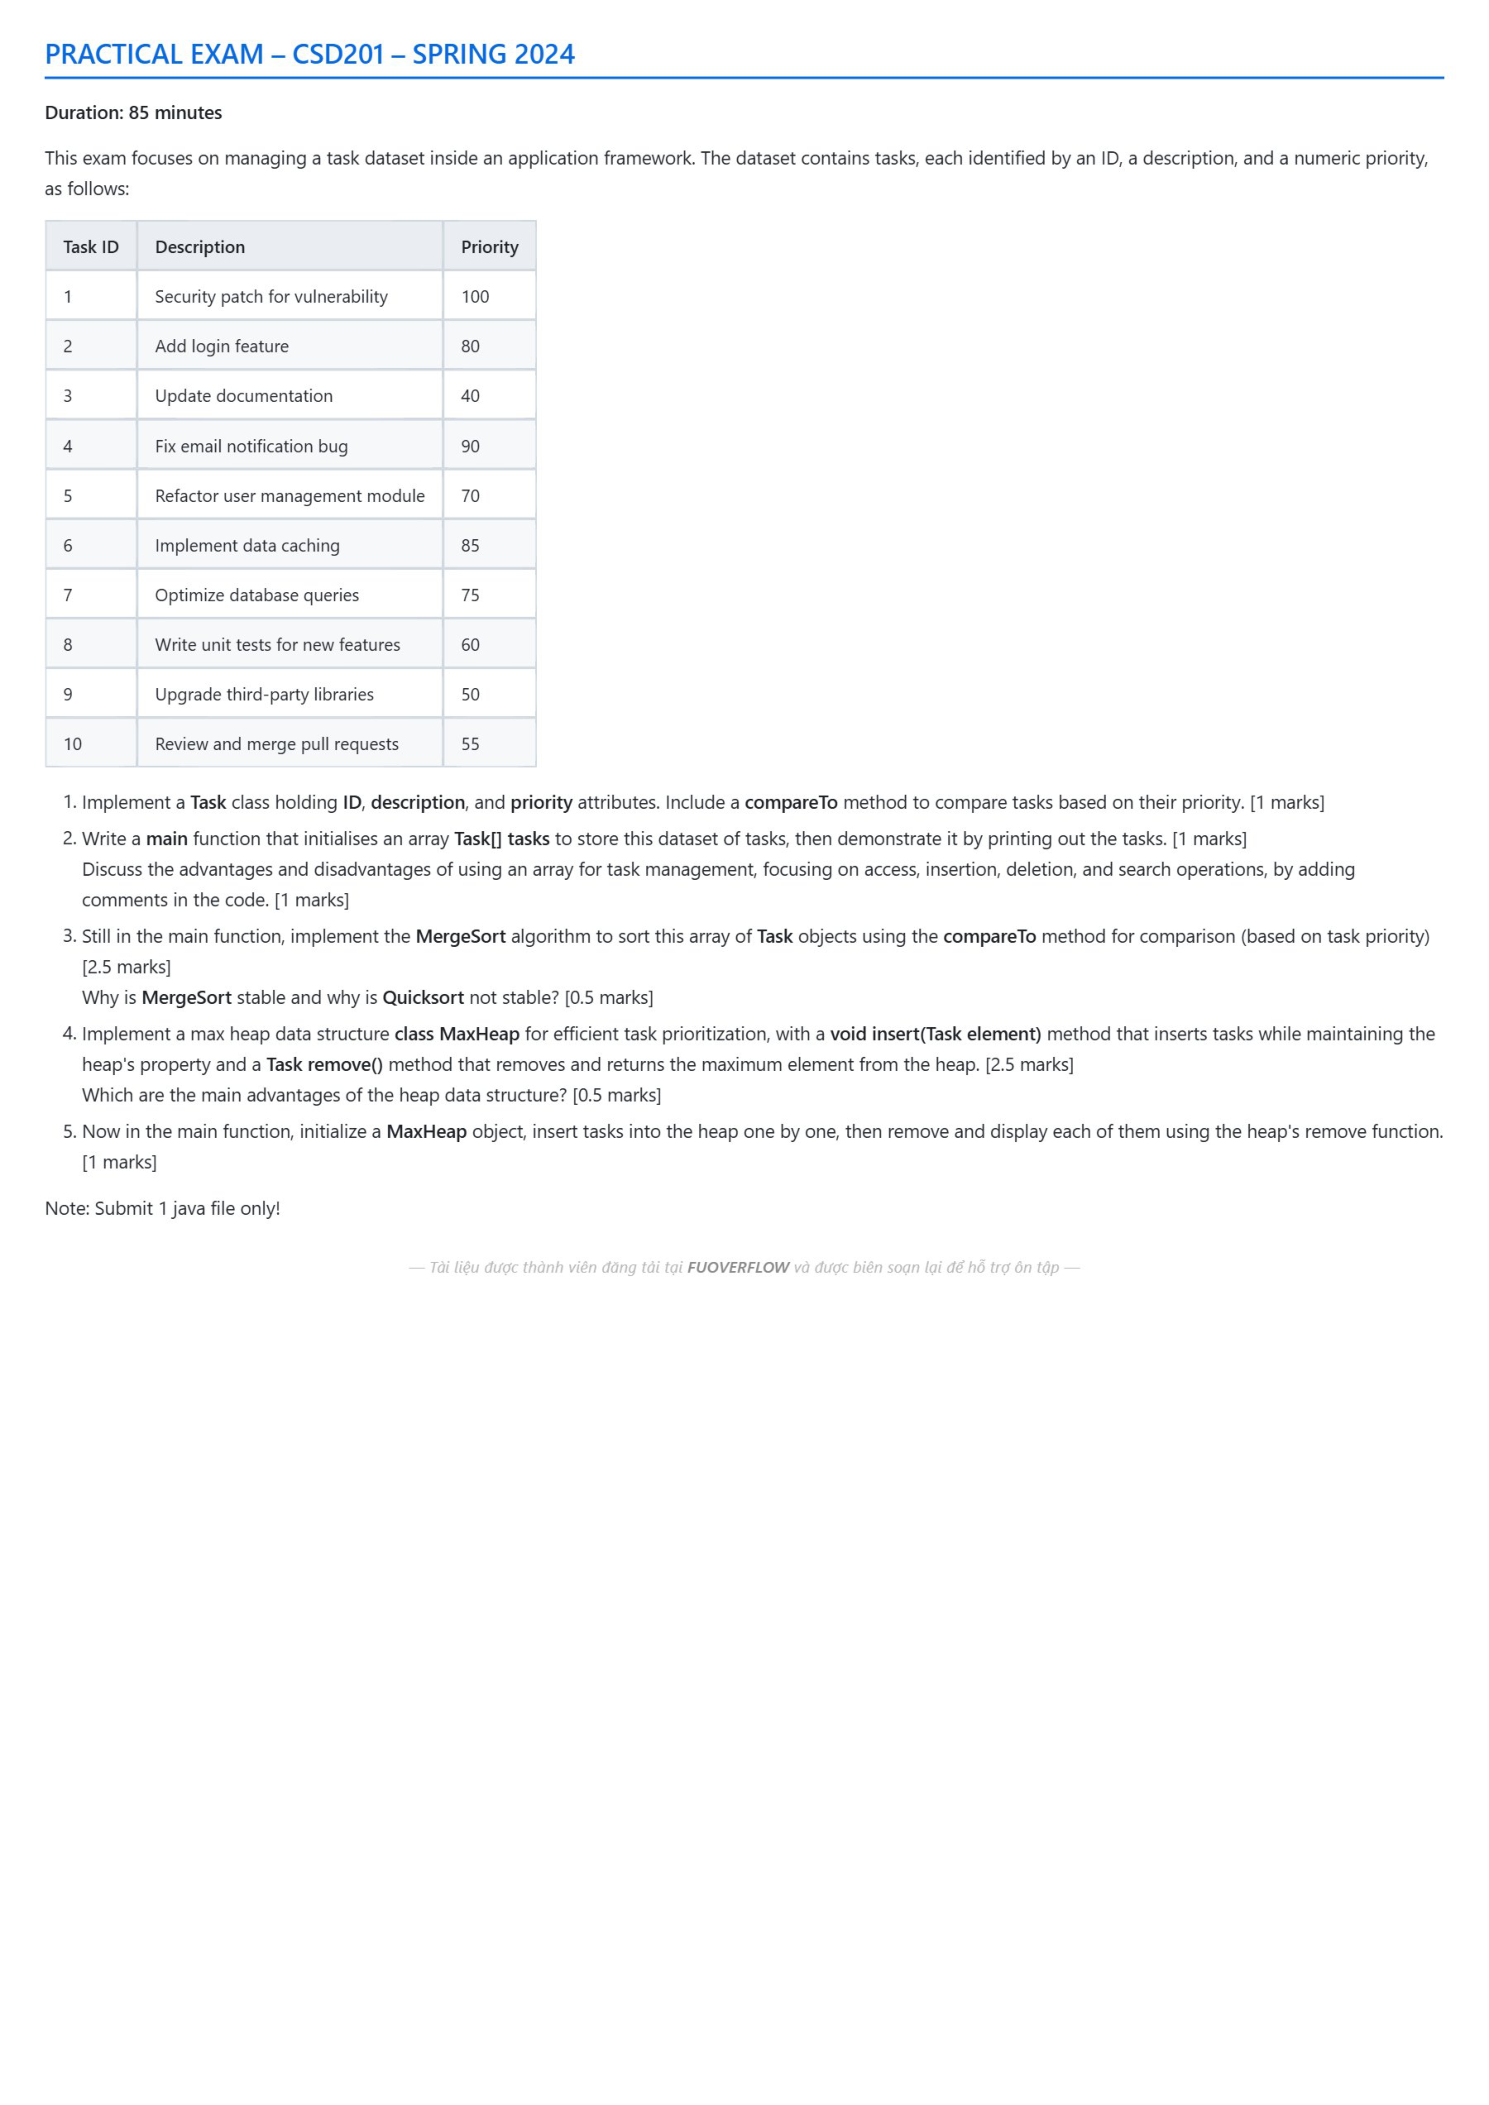 PRACTICAL EXAM – CSD201 – SPRING 2024
Duration: 85 minutes
This exam focuses on managing a task dataset inside an application framework. The dataset contains tasks, each identified by an ID, a description, and a numeric priority,
as follows:
Task ID Description Priority
1 Security patch for vulnerability 100
2 Add login feature 80
3 Update documentation 40
4 Fix email notification bug 90
5 Refactor user management module 70
6 Implement data caching 85
7 Optimize database queries 75
8 Write unit tests for new features 60
9 Upgrade third-party libraries 50
10 Review and merge pull requests 55
1. Implement a Task class holding ID, description, and priority attributes. Include a compareTo method to compare tasks based on their priority. [1 marks]
2. Write a main function that initialises an array Task[] tasks to store this dataset of tasks, then demonstrate it by printing out the tasks. [1 marks]
Discuss the advantages and disadvantages of using an array for task management, focusing on access, insertion, deletion, and search operations, by adding
comments in the code. [1 marks]
3. Still in the main function, implement the MergeSort algorithm to sort this array of Task objects using the compareTo method for comparison (based on task priority)
[2.5 marks]
Why is MergeSort stable and why is Quicksort not stable? [0.5 marks]
4. Implement a max heap data structure class MaxHeap for efficient task prioritization, with a void insert(Task element) method that inserts tasks while maintaining the
heap's property and a Task remove() method that removes and returns the maximum element from the heap. [2.5 marks]
Which are the main advantages of the heap data structure? [0.5 marks]
5. Now in the main function, initialize a MaxHeap object, insert tasks into the heap one by one, then remove and display each of them using the heap's remove function.
[1 marks]
Note: Submit 1 java file only!
— Tài liệu được thành viên đăng tải tại FUOVERFLOW và được biên soạn lại để hỗ trợ ôn tập —